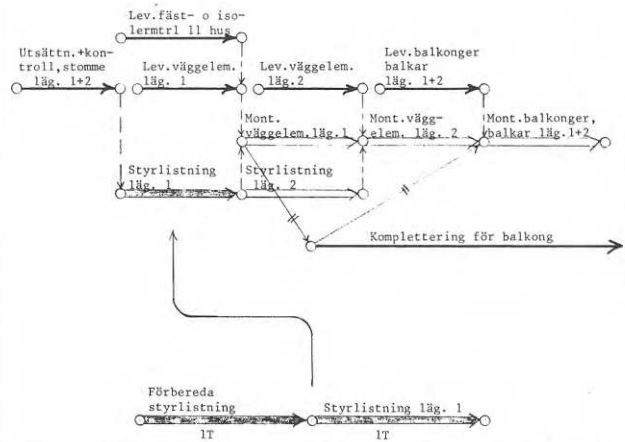 Lev.fäst- o iso-
lermtrl 11 hus
Utsättn.+kon-
troll,stomme
läg. 1+2
Lev.väggelem.
läg. 1
Lev.väggelem.
läg.2
Lev.balkonger
balkar
läg. 1+2
Mont.
väggelem.läg.1
Mont.vägg-
elem. läg. 2
Mont.balkonger,
balkar läg.1+2
Styrlistning
läg. 1
Styrlistning
läg. 2
Komplettering för balkong
Förbereda
styrlistning
1T
Styrlistning läg. 1
1T